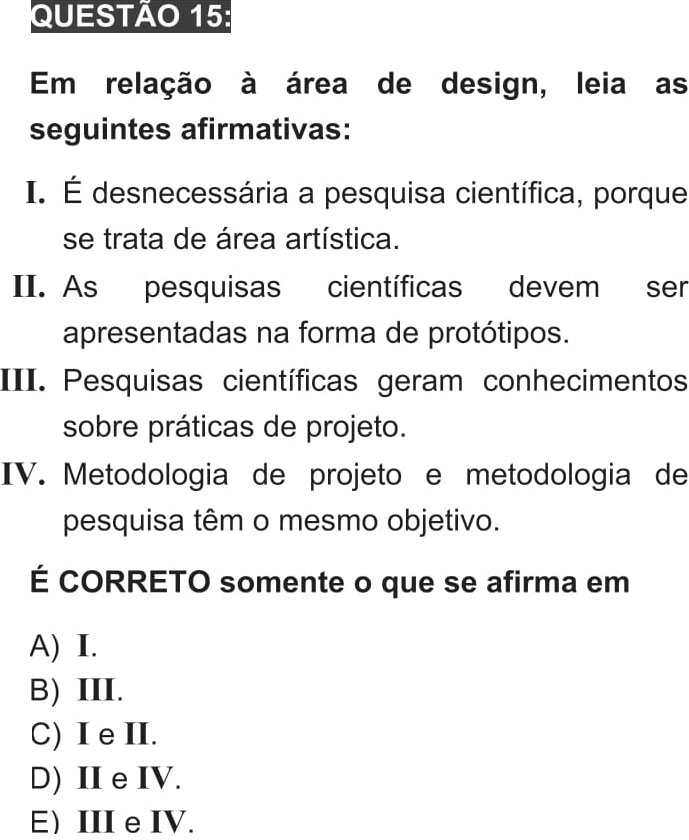 QUESTÃO 15:
Em relação à área de design, leia as
seguintes afirmativas:
I. É desnecessária a pesquisa científica, porque
se trata de área artística.
II. As pesquisas científicas devem ser
apresentadas na forma de protótipos.
III. Pesquisas científicas geram conhecimentos
sobre práticas de projeto.
IV. Metodologia de projeto e metodologia de
pesquisa têm o mesmo objetivo.
É CORRETO somente o que se afirma em
A) I.
B) III.
C) I e II.
D) II e IV.
E) III e IV.